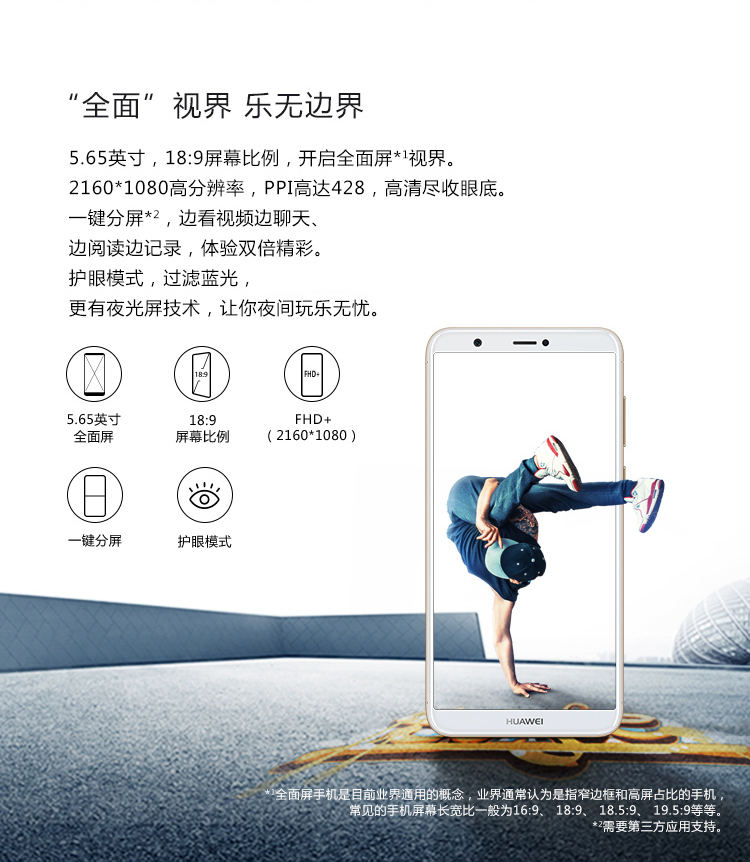 “全面”视界 乐无边界
5.65英寸，18:9屏幕比例，开启全面屏*1视界。
2160*1080高分辨率，PPI高达428，高清尽收眼底。
一键分屏*2，边看视频边聊天、
边阅读边记录，体验双倍精彩。
护眼模式，过滤蓝光，
更有夜光屏技术，让你夜间玩乐无忧。
18:9
FHD+
5.65英寸
全面屏
18:9
屏幕比例
FHD+
（2160*1080）
一键分屏
护眼模式
HUAWEI
*1全面屏手机是目前业界通用的概念，业界通常认为是指窄边框和高屏占比的手机，
常见的手机屏幕长宽比一般为16:9、 18:9、 18.5:9、 19.5:9等等。
*2需要第三方应用支持。